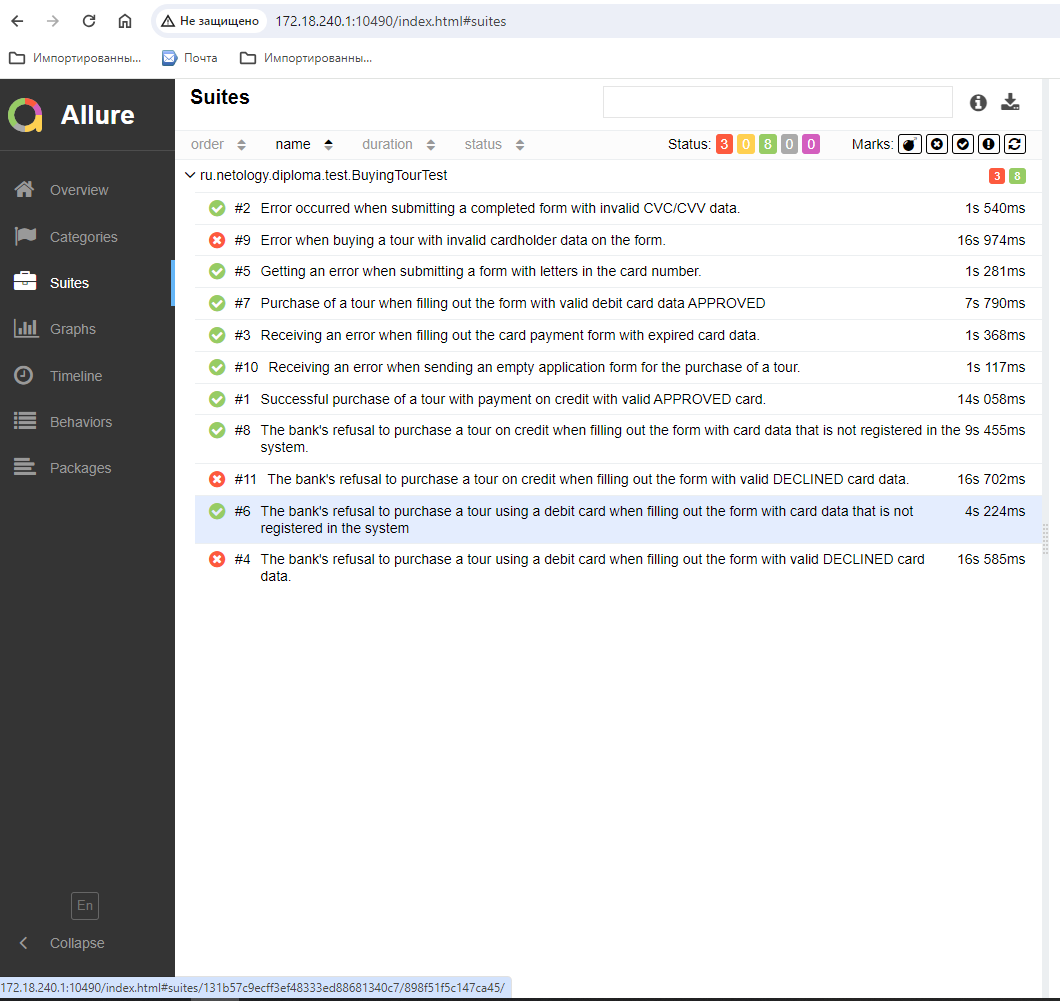 Не защищено 172.18.240.1:10490/index.html#suites
Импортированны... Почта Импортированны...
Allure
Overview
Categories
Suites
Graphs
Timeline
Behaviors
Packages
En
Collapse
Suites
order name duration status Status: 3 0 8 0 0 Marks:
ru.netology.diploma.test.BuyingTourTest 3 8
#2 Error occurred when submitting a completed form with invalid CVC/CVV data. 1s 540ms
#9 Error when buying a tour with invalid cardholder data on the form. 16s 974ms
#5 Getting an error when submitting a form with letters in the card number. 1s 281ms
#7 Purchase of a tour when filling out the form with valid debit card data APPROVED 7s 790ms
#3 Receiving an error when filling out the card payment form with expired card data. 1s 368ms
#10 Receiving an error when sending an empty application form for the purchase of a tour. 1s 117ms
#1 Successful purchase of a tour with payment on credit with valid APPROVED card. 14s 058ms
#8 The bank's refusal to purchase a tour on credit when filling out the form with card data that is not registered in the 9s 455ms
system.
#11 The bank's refusal to purchase a tour on credit when filling out the form with valid DECLINED card data. 16s 702ms
#6 The bank's refusal to purchase a tour using a debit card when filling out the form with card data that is not 4s 224ms
registered in the system
#4 The bank's refusal to purchase a tour using a debit card when filling out the form with valid DECLINED card 16s 585ms
data.
172.18.240.1:10490/index.html#suites/131b57c9ecff3ef48333ed88681340c7/898f51f5c147ca45/